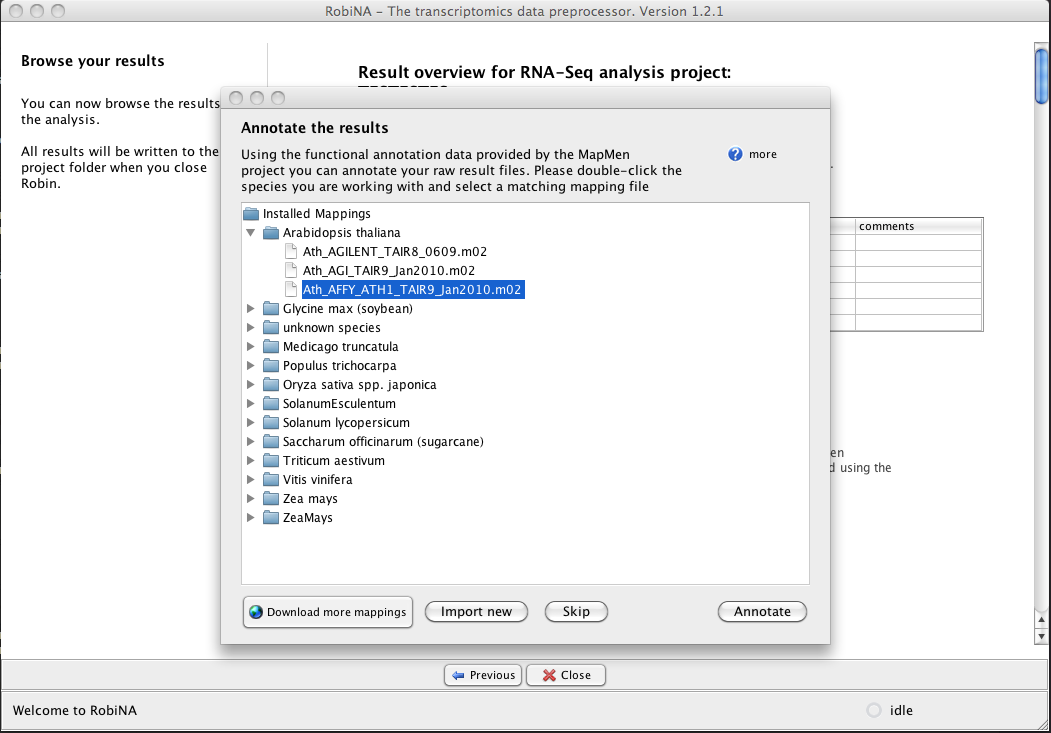 RobiNA - The transcriptomics data preprocessor. Version 1.2.1
Browse your results
You can now browse the results
the analysis.
All results will be written to the
project folder when you close
Robin.
Result overview for RNA-Seq analysis project:
Annotate the results
Using the functional annotation data provided by the MapMen
project you can annotate your raw result files. Please double-click the
species you are working with and select a matching mapping file
more
Installed Mappings
Arabidopsis thaliana
Ath_AGILENT_TAIR8_0609.m02
Ath_AGI_TAIR9_Jan2010.m02
Ath_AFFY_ATH1_TAIR9_Jan2010.m02
Glycine max (soybean)
unknown species
Medicago truncatula
Populus trichocarpa
Oryza sativa spp. japonica
SolanumEsculentum
Solanum lycopersicum
Saccharum officinarum (sugarcane)
Triticum aestivum
Vitis vinifera
Zea mays
ZeaMays
comments
en
d using the
Download more mappings
Import new
Skip
Annotate
Previous
Close
Welcome to RobiNA
idle